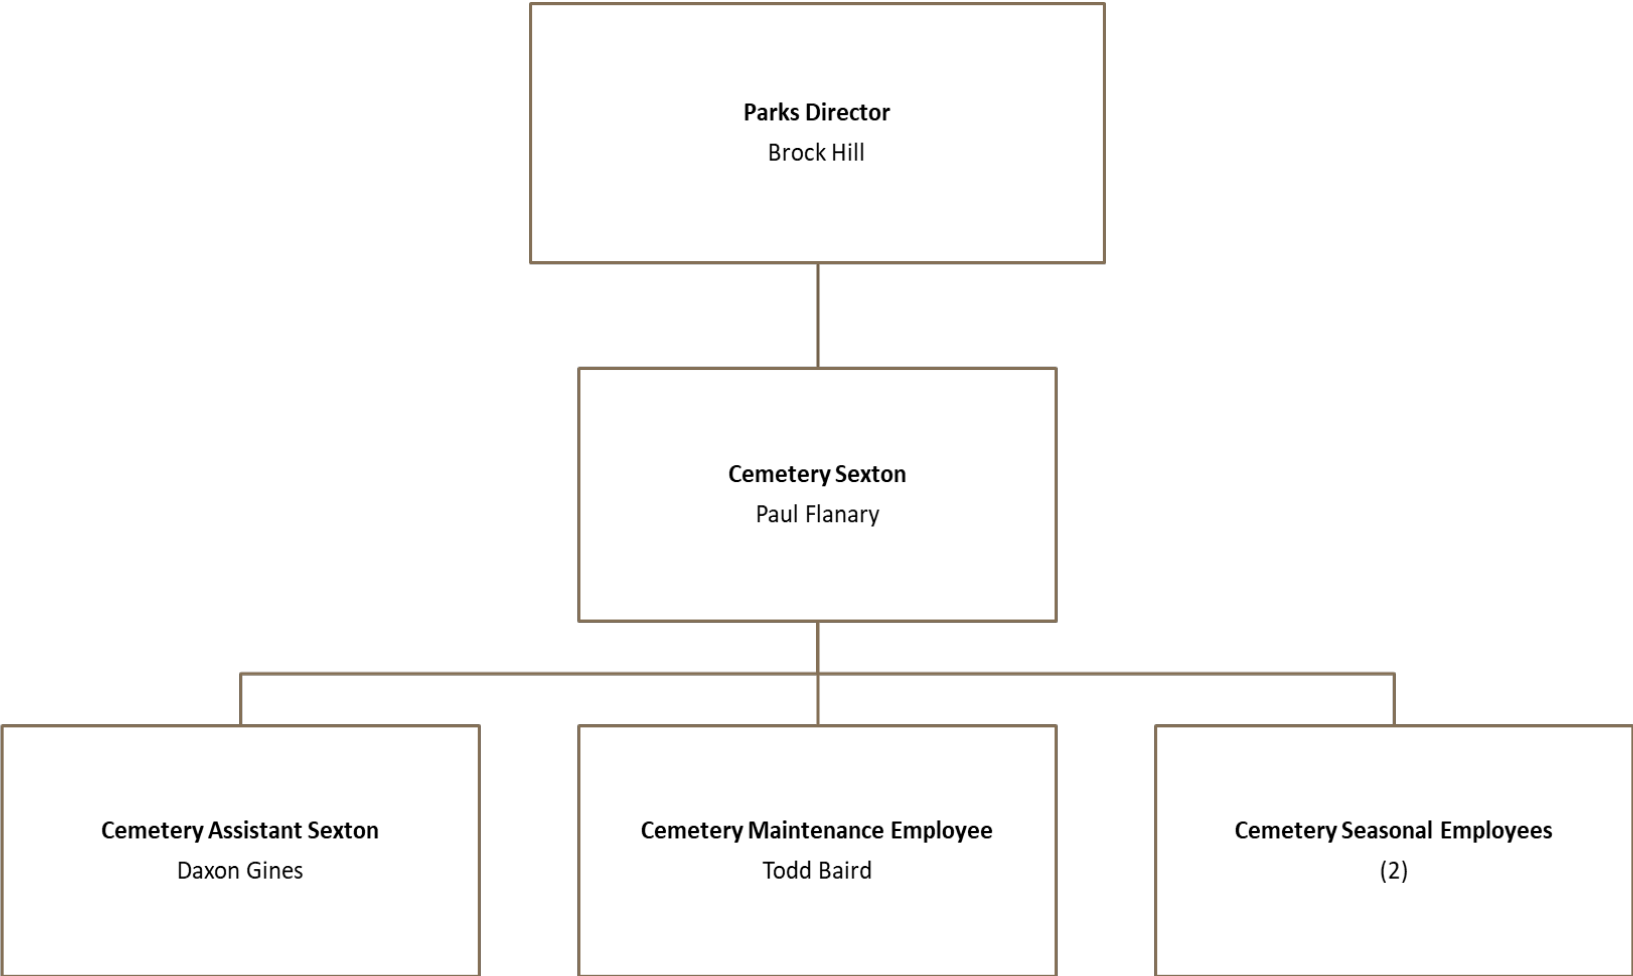 Parks Director
Brock Hill
Cemetery Sexton
Paul Flanary
Cemetery Assistant Sexton
Daxon Gines
Cemetery Maintenance Employee
Todd Baird
Cemetery Seasonal Employees
(2)